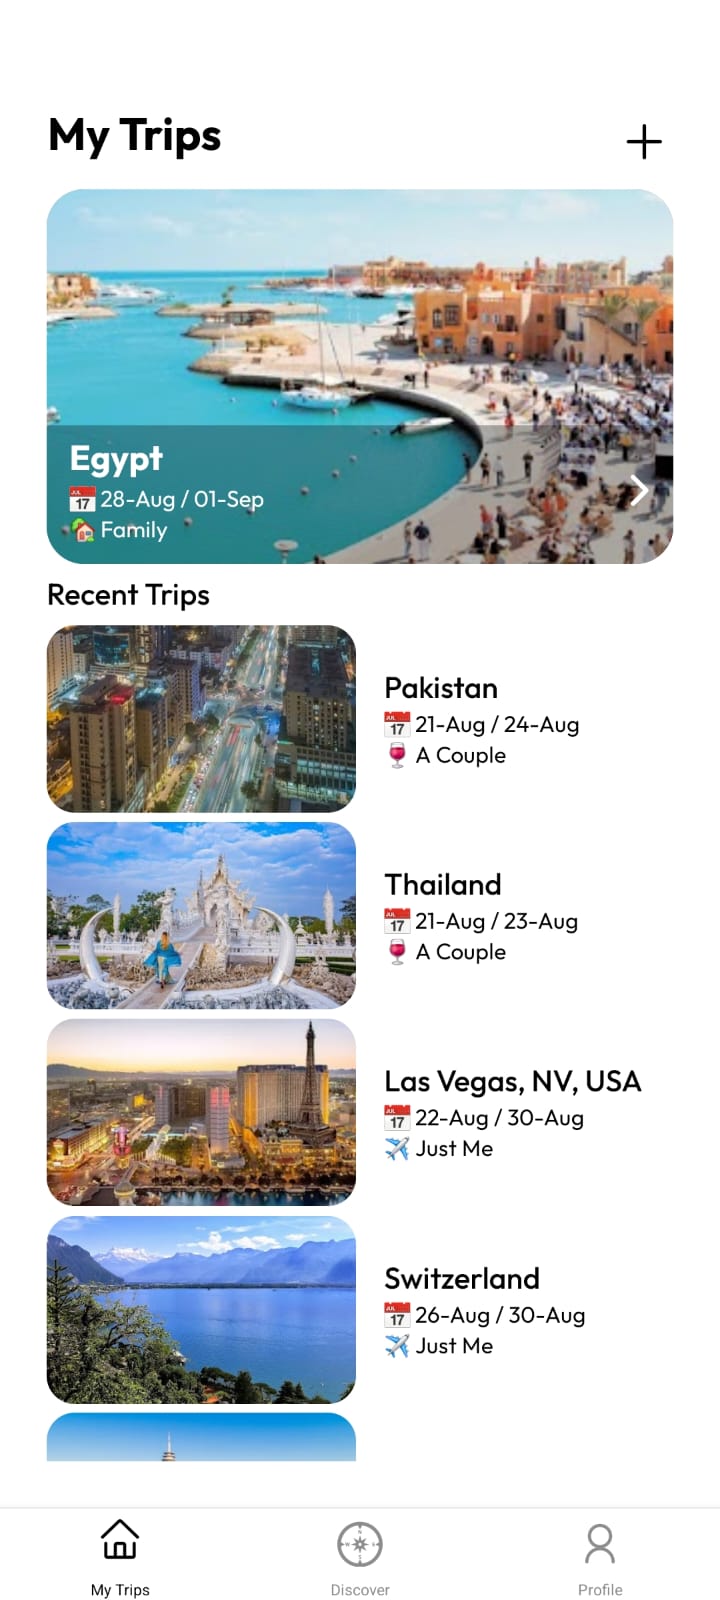 My Trips
Egypt
28-Aug / 01-Sep
Family
Recent Trips
Pakistan
21-Aug / 24-Aug
A Couple
Thailand
21-Aug / 23-Aug
A Couple
Las Vegas, NV, USA
22-Aug / 30-Aug
Just Me
Switzerland
26-Aug / 30-Aug
Just Me
My Trips
Discover
Profile